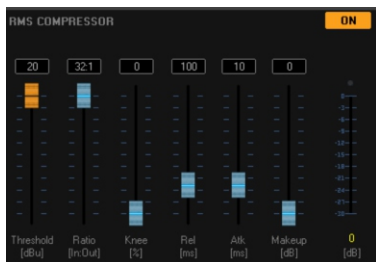 RMS COMPRESSOR ON
20 32:1 0 100 10 0
Threshold Ratio Knee Rel Atk Makeup 0
[dBu] [In:Out] [%] [ms] [ms] [dB] [dB]